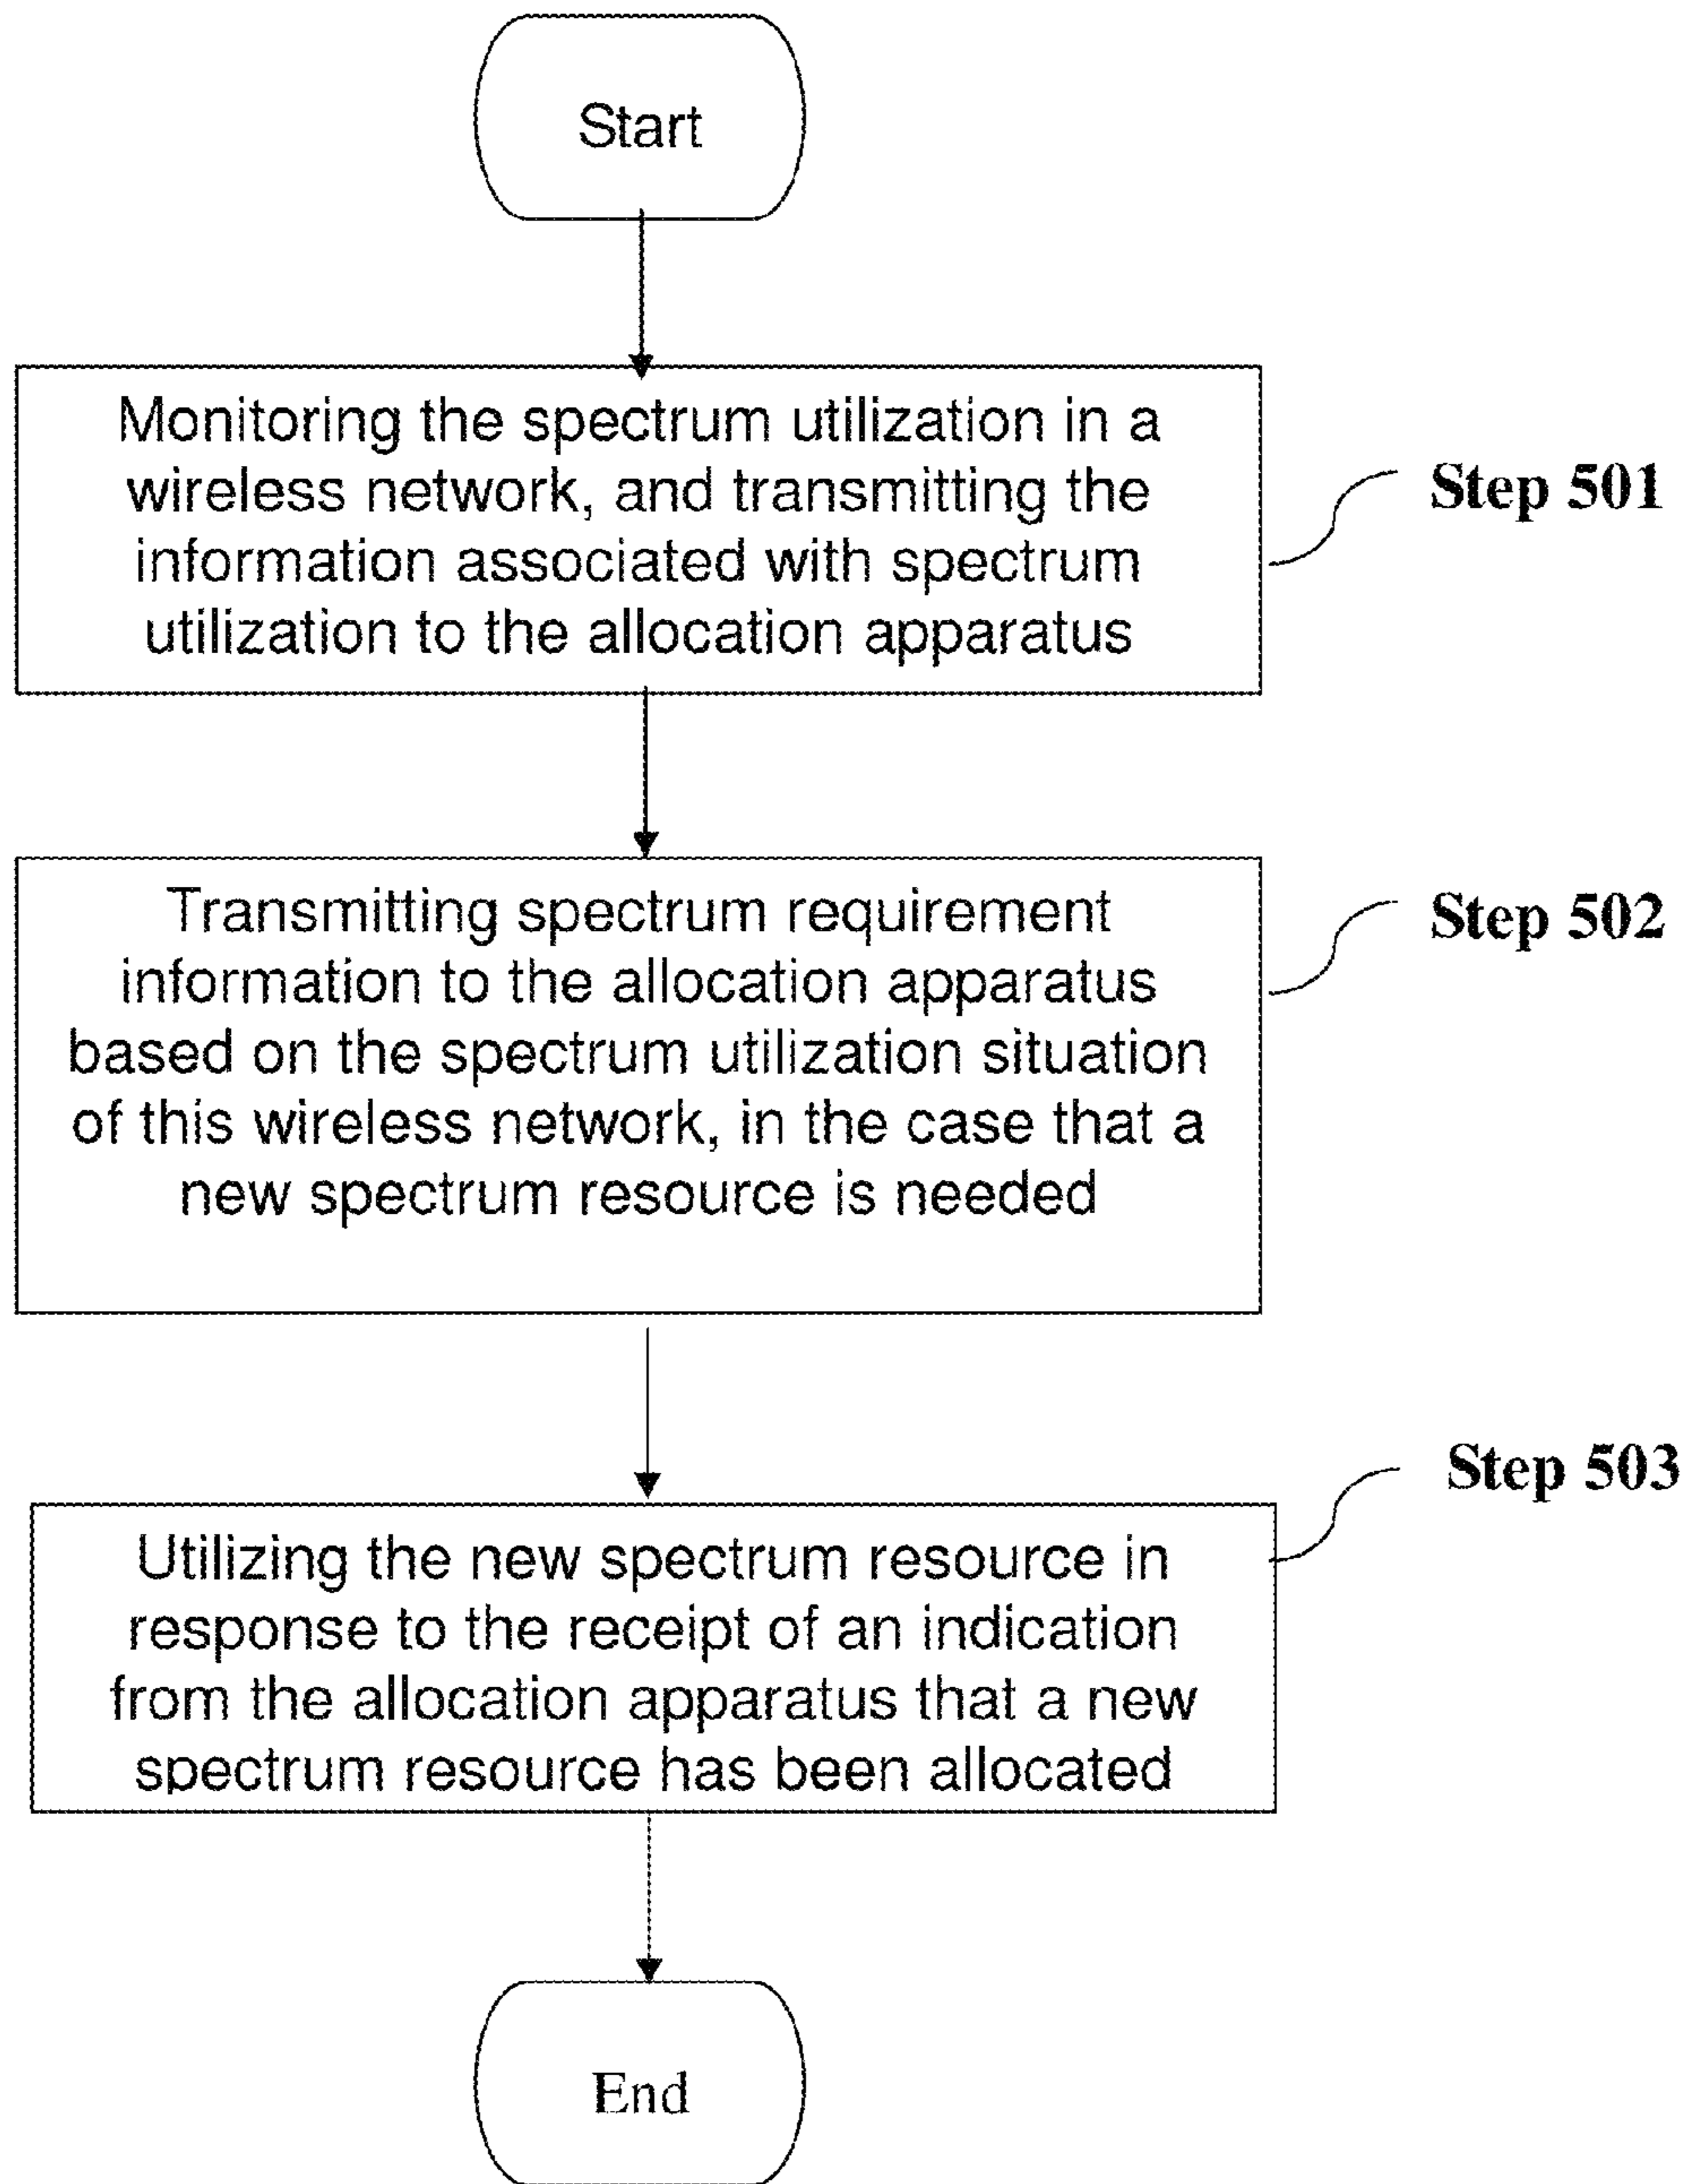 Start
Monitoring the spectrum utilization in a
wireless network, and transmitting the
information associated with spectrum
utilization to the allocation apparatus
Step 501
Transmitting spectrum requirement
information to the allocation apparatus
based on the spectrum utilization situation
of this wireless network, in the case that a
new spectrum resource is needed
Step 502
Utilizing the new spectrum resource in
response to the receipt of an indication
from the allocation apparatus that a new
spectrum resource has been allocated
Step 503
End